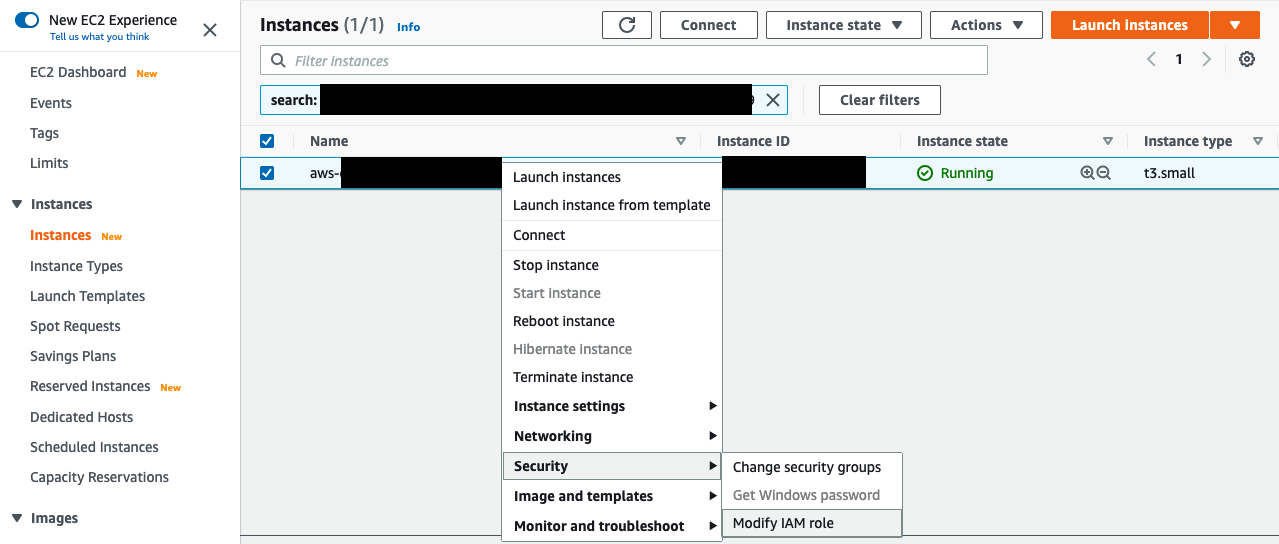 New EC2 Experience
Tell us what you think
EC2 Dashboard New
Events
Tags
Limits
Instances
Instances New
Instance Types
Launch Templates
Spot Requests
Savings Plans
Reserved Instances New
Dedicated Hosts
Scheduled Instances
Capacity Reservations
Images
Instances (1/1) Info
Connect
Instance state
Actions
Launch Instances
Filter instances
1
search:
Clear filters
Name
Instance ID
Instance state
Instance type
aws-
Running
t3.small
Launch instances
Launch instance from template
Connect
Stop instance
Start instance
Reboot instance
Hibernate instance
Terminate instance
Instance settings
Networking
Security
Image and templates
Monitor and troubleshoot
Change security groups
Get Windows password
Modify IAM role